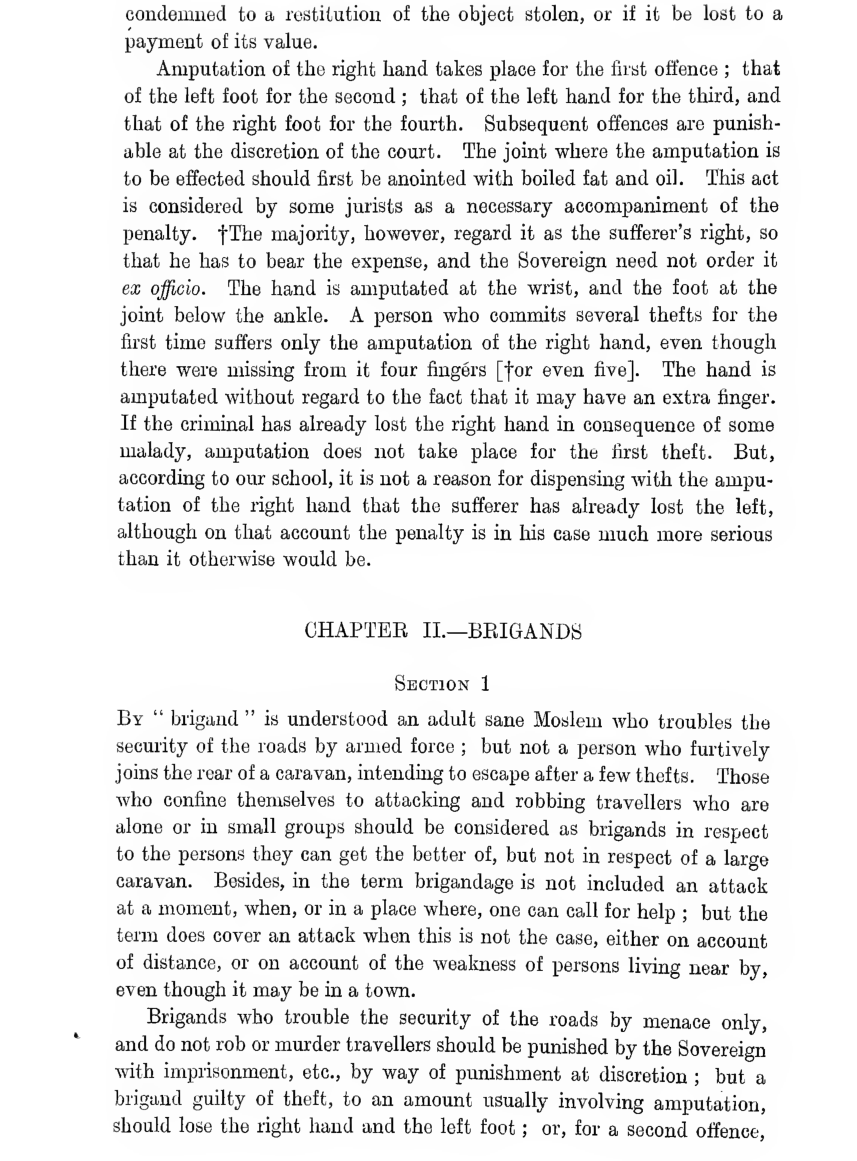 condemned to a restitution of the object stolen, or if it be lost to a
payment of its value.
Amputation of the right hand takes place for the first offence ; that
of the left foot for the second ; that of the left hand for the third, and
that of the right foot for the fourth. Subsequent offences are punish-
able at the discretion of the court. The joint where the amputation is
to be effected should first be anointed with boiled fat and oil. This act
is considered by some jurists as a necessary accompaniment of the
penalty. †The majority, however, regard it as the sufferer's right, so
that he has to bear the expense, and the Sovereign need not order it
ex officio. The hand is amputated at the wrist, and the foot at the
joint below the ankle. A person who commits several thefts for the
first time suffers only the amputation of the right hand, even though
there were missing from it four fingérs [†or even five]. The hand is
amputated without regard to the fact that it may have an extra finger.
If the criminal has already lost the right hand in consequence of some
malady, amputation does not take place for the first theft. But,
according to our school, it is not a reason for dispensing with the ampu-
tation of the right hand that the sufferer has already lost the left,
although on that account the penalty is in his case much more serious
than it otherwise would be.
CHAPTER II.—BRIGANDS
SECTION 1
BY " brigand " is understood an adult sane Moslem who troubles the
security of the roads by armed force ; but not a person who furtively
joins the rear of a caravan, intending to escape after a few thefts. Those
who confine themselves to attacking and robbing travellers who are
alone or in small groups should be considered as brigands in respect
to the persons they can get the better of, but not in respect of a large
caravan. Besides, in the term brigandage is not included an attack
at a moment, when, or in a place where, one can call for help ; but the
term does cover an attack when this is not the case, either on account
of distance, or on account of the weakness of persons living near by,
even though it may be in a town.
Brigands who trouble the security of the roads by menace only,
and do not rob or murder travellers should be punished by the Sovereign
with imprisonment, etc., by way of punishment at discretion ; but a
brigand guilty of theft, to an amount usually involving amputation,
should lose the right hand and the left foot ; or, for a second offence,